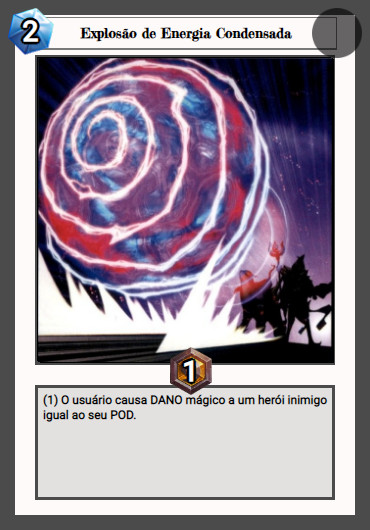 2
Explosão de Energia Condensada
1
(1) O usuário causa DANO mágico a um herói inimigo
igual ao seu POD.